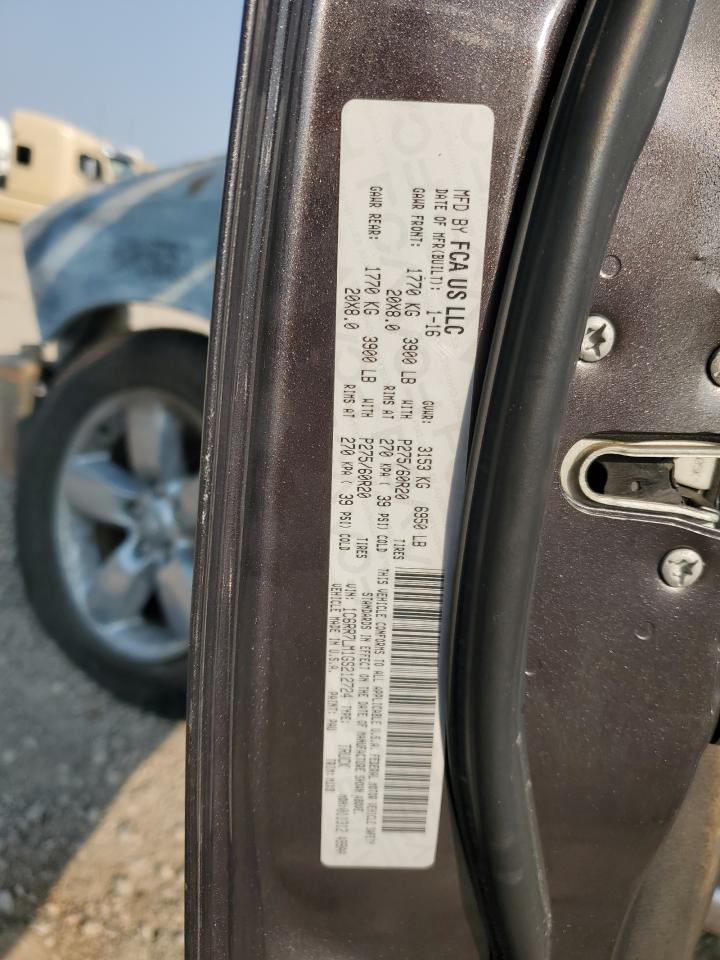 MFD BY FCA US LLC
DATE OF MFR(BUILT): 1-16 GVWR: 3153 KG 6950 LB
GAWR FRONT: 1770 KG 3900 LB WITH P275/60R20 TIRES
20X8.0 RIMS AT 270 KPA ( 39 PSI) COLD
GAWR REAR: 1770 KG 3900 LB WITH P275/60R20 TIRES
20X8.0 RIMS AT 270 KPA ( 39 PSI) COLD
THIS VEHICLE CONFORMS TO ALL APPLICABLE U.S.A. FEDERAL MOTOR VEHICLE SAFETY
STANDARDS IN EFFECT ON THE DATE OF MANUFACTURE SHOWN ABOVE.
VIN: 1C6RR7LM1GS212724 TYPE: TRUCK
VEHICLE MADE IN U.S.A. PAINT: PAU